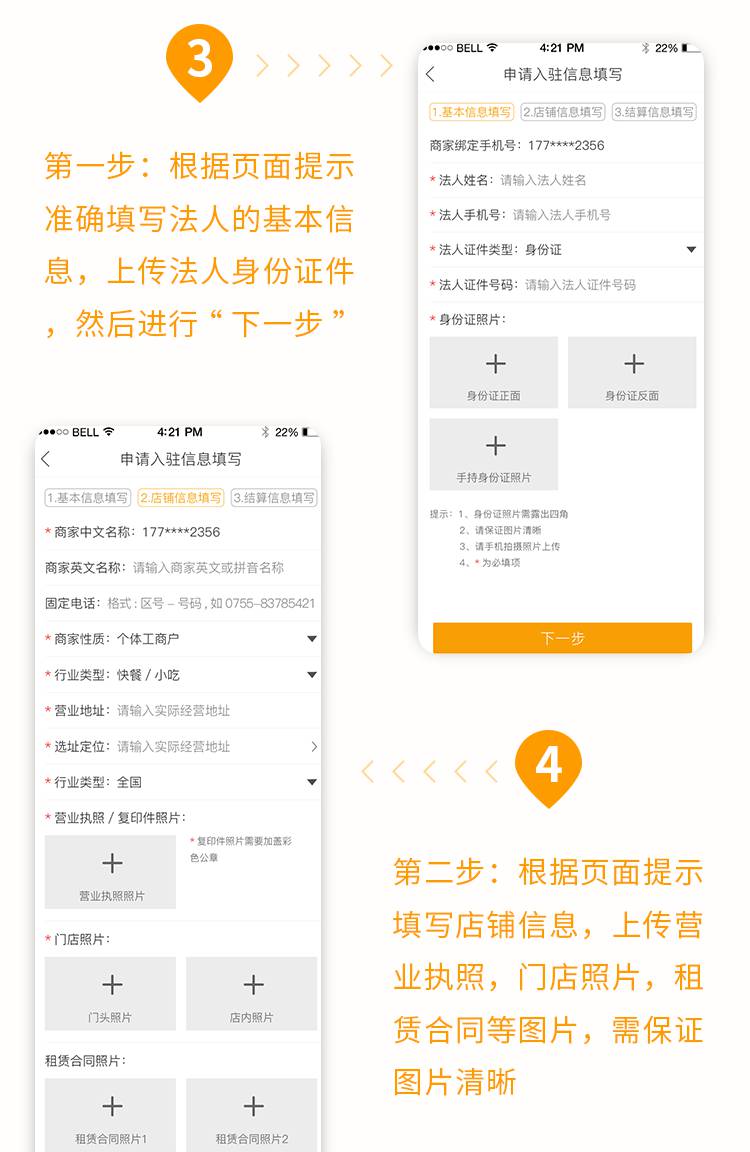 3
第一步：根据页面提示
准确填写法人的基本信
息，上传法人身份证件
，然后进行“下一步”
BELL 4:21 PM 22%
申请入驻信息填写
1.基本信息填写 2.店铺信息填写 3.结算信息填写
商家绑定手机号：177****2356
* 法人姓名：请输入法人姓名
* 法人手机号：请输入法人手机号
* 法人证件类型：身份证
* 法人证件号码：请输入法人证件号码
* 身份证照片：
身份证正面 身份证反面
手持身份证照片
提示：1、身份证照片需露出四角
2、请保证图片清晰
3、请手机拍摄照片上传
4、* 为必填项
下一步
BELL 4:21 PM 22%
申请入驻信息填写
1.基本信息填写 2.店铺信息填写 3.结算信息填写
* 商家中文名称：177****2356
商家英文名称：请输入商家英文或拼音名称
固定电话：格式 : 区号 – 号码 , 如 0755–83785421
* 商家性质：个体工商户
* 行业类型：快餐 / 小吃
* 营业地址：请输入实际经营地址
* 选址定位：请输入实际经营地址
* 行业类型：全国
* 营业执照 / 复印件照片：
* 复印件照片需要加盖彩
色公章
营业执照照片
* 门店照片：
门头照片 店内照片
租赁合同照片：
租赁合同照片1 租赁合同照片2
4
第二步：根据页面提示
填写店铺信息，上传营
业执照，门店照片，租
赁合同等图片，需保证
图片清晰